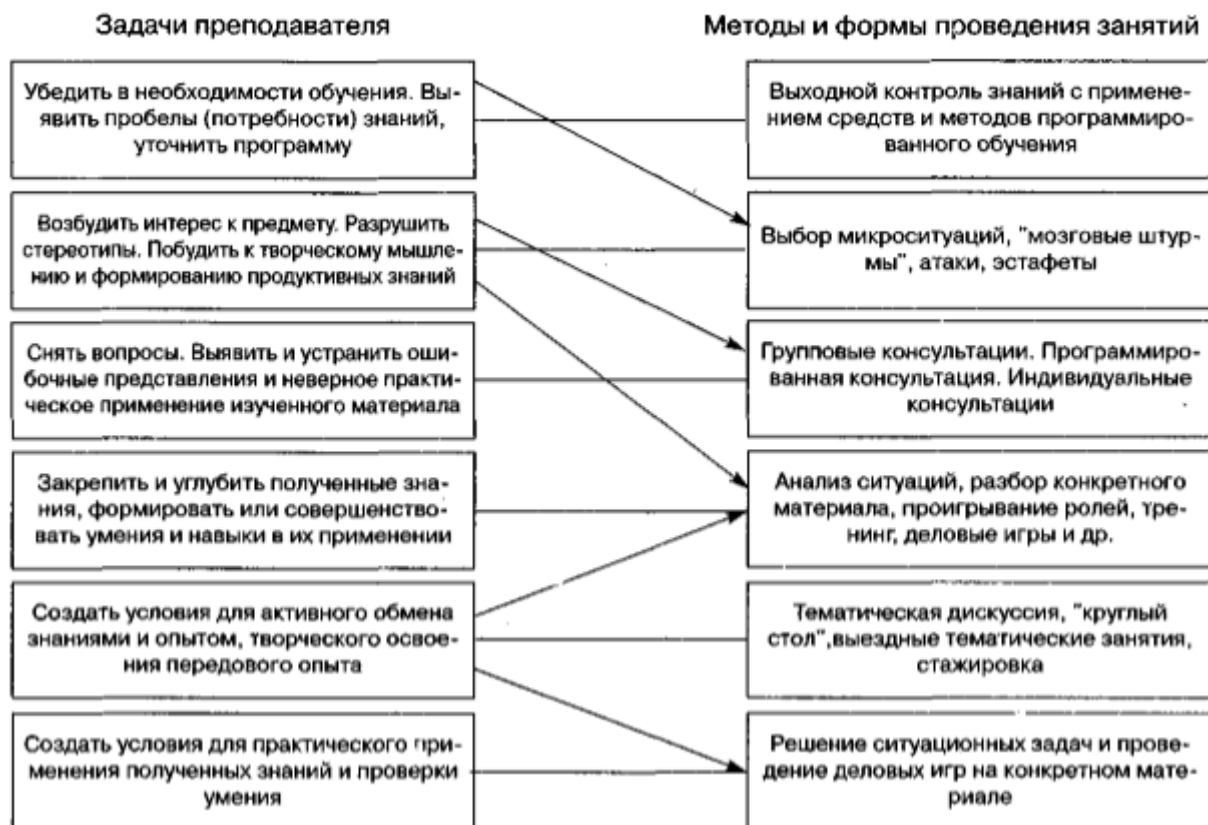 Задачи преподавателя
Методы и формы проведения занятий
Убедить в необходимости обучения. Вы-
явить пробелы (потребности) знаний,
уточнить программу
Выходной контроль знаний с примене-
нием средств и методов программиро-
ванного обучения
Возбудить интерес к предмету. Разрушить
стереотипы. Побудить к творческому мышле-
нию и формированию продуктивных знаний
Выбор микроситуаций, "мозговые штур-
мы", атаки, эстафеты
Снять вопросы. Выявить и устранить оши-
бочные представления и неверное практи-
ческое применение изученного материала
Групповые консультации. Программиро-
ванная консультация. Индивидуальные
консультации
Закрепить и углубить полученные зна-
ния, формировать или совершенство-
вать умения и навыки в их применении
Анализ ситуаций, разбор конкретного
материала, проигрывание ролей, тре-
нинг, деловые игры и др.
Создать условия для активного обмена
знаниями и опытом, творческого освое-
ния передового опыта
Тематическая дискуссия, "круглый
стол",выездные тематические занятия,
стажировка
Создать условия для практического при-
менения полученных знаний и проверки
умения
Решение ситуационных задач и прове-
дение деловых игр на конкретном мате-
риале